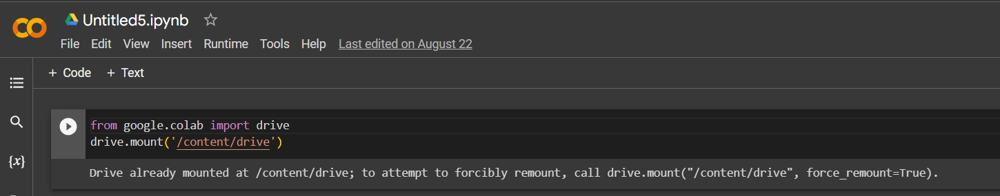 Untitled5.ipynb
File Edit View Insert Runtime Tools Help Last edited on August 22
+ Code + Text
from google.colab import drive
drive.mount('/content/drive')
{x}
Drive already mounted at /content/drive; to attempt to forcibly remount, call drive.mount("/content/drive", force_remount=True).